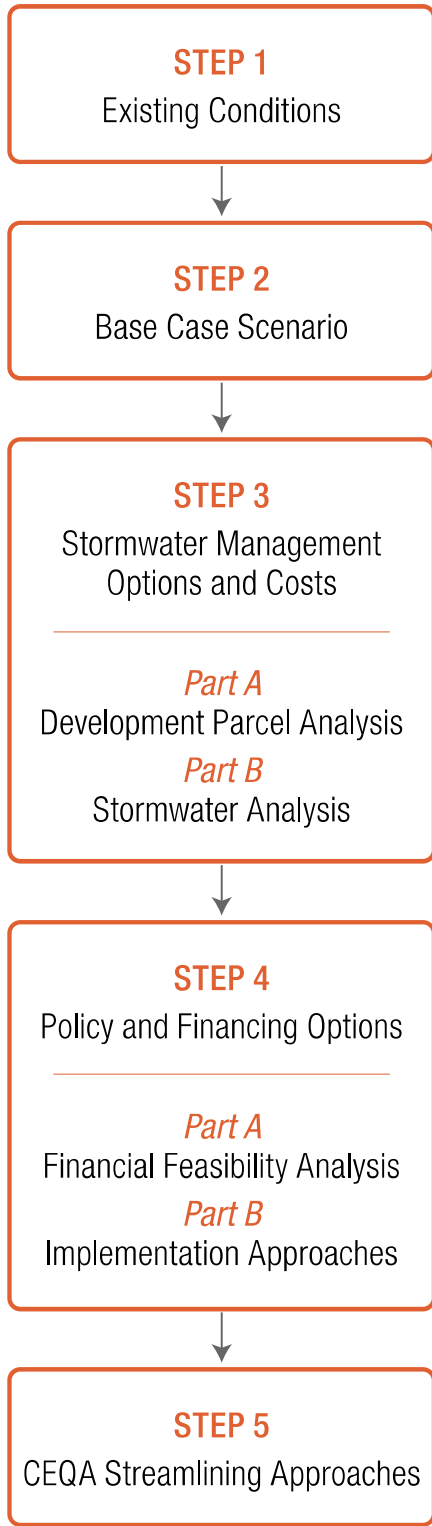 STEP 1
Existing Conditions
STEP 2
Base Case Scenario
STEP 3
Stormwater Management
Options and Costs
Part A
Development Parcel Analysis
Part B
Stormwater Analysis
STEP 4
Policy and Financing Options
Part A
Financial Feasibility Analysis
Part B
Implementation Approaches
STEP 5
CEQA Streamlining Approaches